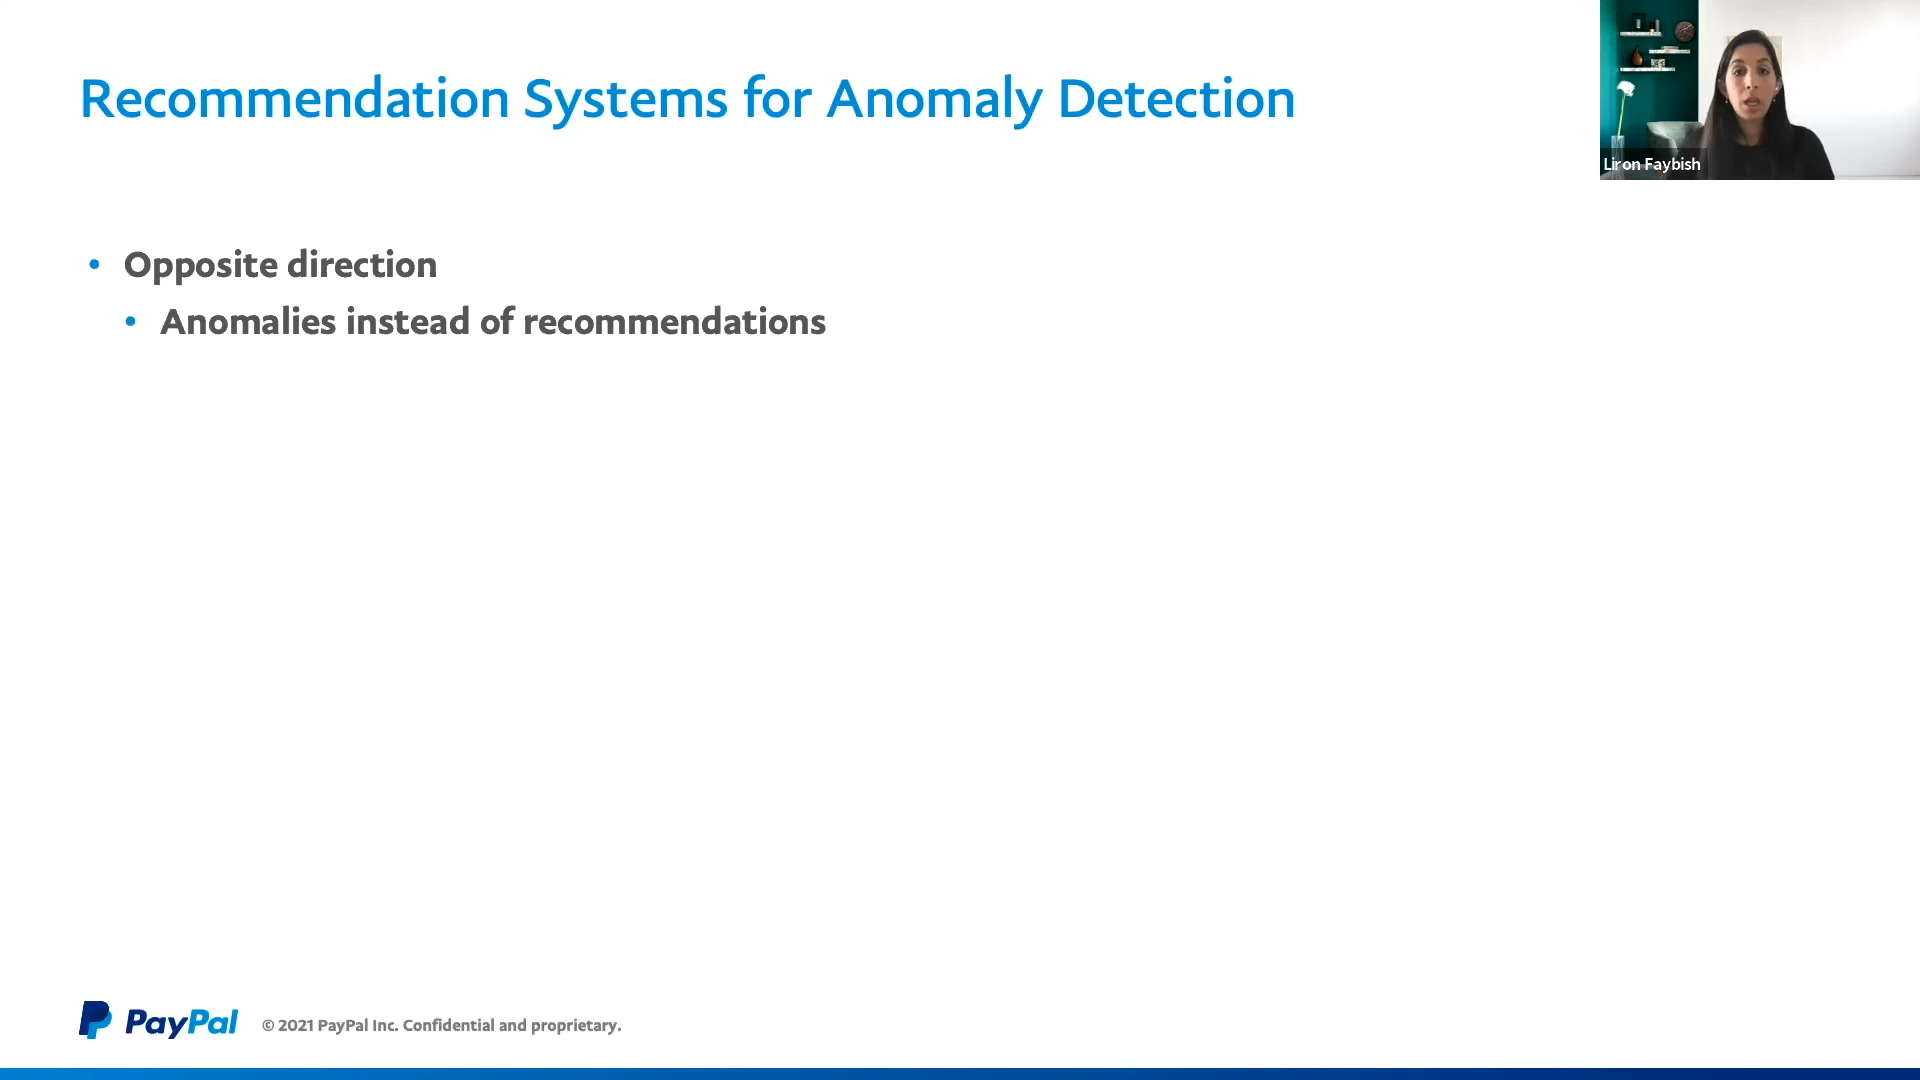 Recommendation Systems for Anomaly Detection
Liron Faybish
• Opposite direction
• Anomalies instead of recommendations
PayPal
© 2021 PayPal Inc. Confidential and proprietary.